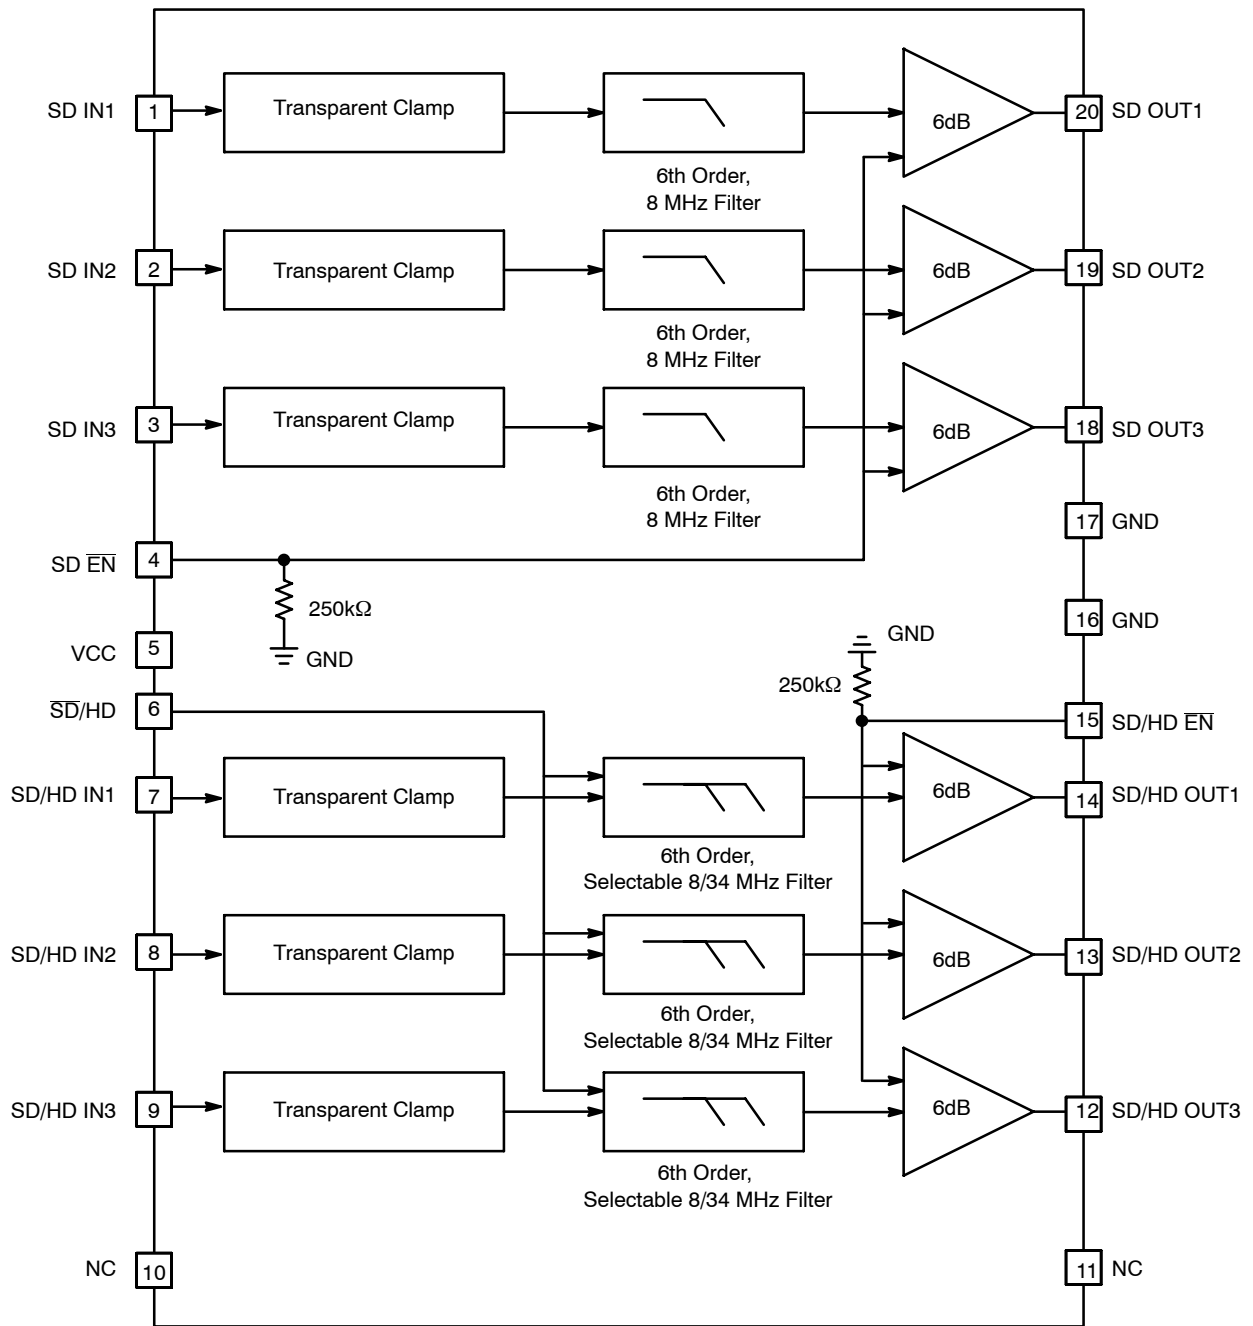 SD IN1 1 Transparent Clamp 6dB 20 SD OUT1
6th Order,
8 MHz Filter
SD IN2 2 Transparent Clamp 6dB 19 SD OUT2
6th Order,
8 MHz Filter
SD IN3 3 Transparent Clamp 6dB 18 SD OUT3
6th Order,
8 MHz Filter
17 GND
SD E̅N̅ 4
250kΩ
16 GND
VCC 5
GND
GND
250kΩ
S̅D̅/HD 6
15 SD/HD E̅N̅
SD/HD IN1 7 Transparent Clamp 6dB 14 SD/HD OUT1
6th Order,
Selectable 8/34 MHz Filter
SD/HD IN2 8 Transparent Clamp 6dB 13 SD/HD OUT2
6th Order,
Selectable 8/34 MHz Filter
SD/HD IN3 9 Transparent Clamp 6dB 12 SD/HD OUT3
6th Order,
Selectable 8/34 MHz Filter
NC 10 11 NC